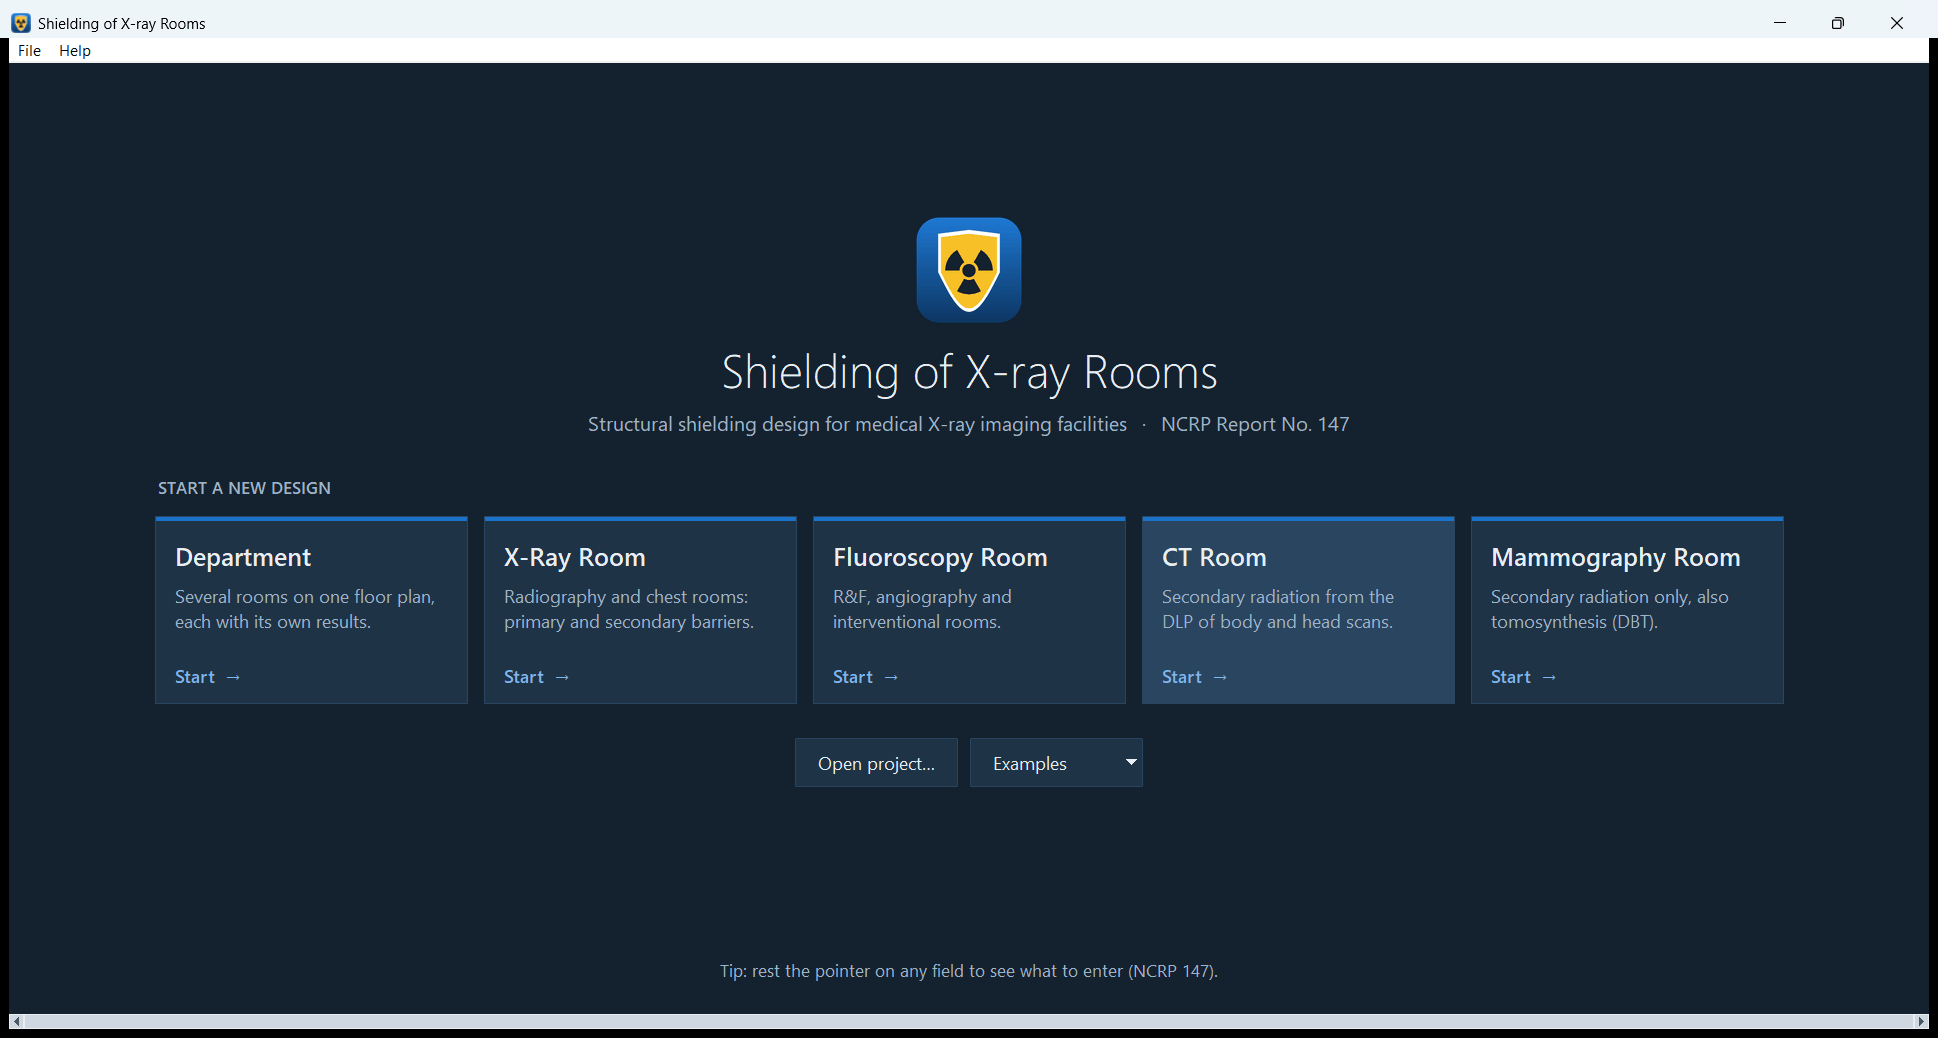 Shielding of X-ray Rooms
File Help
Shielding of X-ray Rooms
Structural shielding design for medical X-ray imaging facilities · NCRP Report No. 147
START A NEW DESIGN
Department
Several rooms on one floor plan,
each with its own results.
Start →
X-Ray Room
Radiography and chest rooms:
primary and secondary barriers.
Start →
Fluoroscopy Room
R&F, angiography and
interventional rooms.
Start →
CT Room
Secondary radiation from the
DLP of body and head scans.
Start →
Mammography Room
Secondary radiation only, also
tomosynthesis (DBT).
Start →
Open project...
Examples
Tip: rest the pointer on any field to see what to enter (NCRP 147).